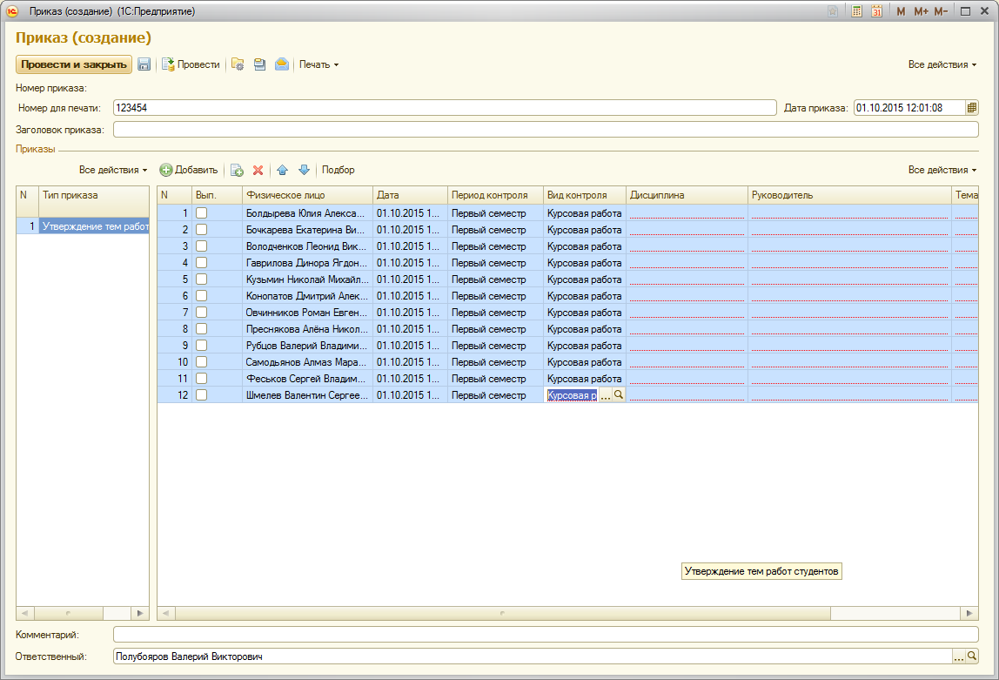 Приказ (создание) (1С:Предприятие)
M M+ M-
Приказ (создание)
Провести и закрыть Провести Печать Все действия
Номер приказа:
Номер для печати: 123454 Дата приказа: 01.10.2015 12:01:08
Заголовок приказа:
Приказы
Все действия Добавить Подбор Все действия
N Тип приказа
1 Утверждение тем работ
N Вып. Физическое лицо Дата Период контроля Вид контроля Дисциплина Руководитель Тема
1 Болдырева Юлия Алекса... 01.10.2015 1... Первый семестр Курсовая работа
2 Бочкарева Екатерина Ви... 01.10.2015 1... Первый семестр Курсовая работа
3 Володченков Леонид Вик... 01.10.2015 1... Первый семестр Курсовая работа
4 Гаврилова Динора Ягдон... 01.10.2015 1... Первый семестр Курсовая работа
5 Кузьмин Николай Михайл... 01.10.2015 1... Первый семестр Курсовая работа
6 Конопатов Дмитрий Алек... 01.10.2015 1... Первый семестр Курсовая работа
7 Овчинников Роман Евген... 01.10.2015 1... Первый семестр Курсовая работа
8 Преснякова Алёна Никол... 01.10.2015 1... Первый семестр Курсовая работа
9 Рубцов Валерий Владими... 01.10.2015 1... Первый семестр Курсовая работа
10 Самодьянов Алмаз Мара... 01.10.2015 1... Первый семестр Курсовая работа
11 Феськов Сергей Владим... 01.10.2015 1... Первый семестр Курсовая работа
12 Шмелев Валентин Сергее... 01.10.2015 1... Первый семестр Курсовая р ...
Утверждение тем работ студентов
Комментарий:
Ответственный: Полубояров Валерий Викторович ...